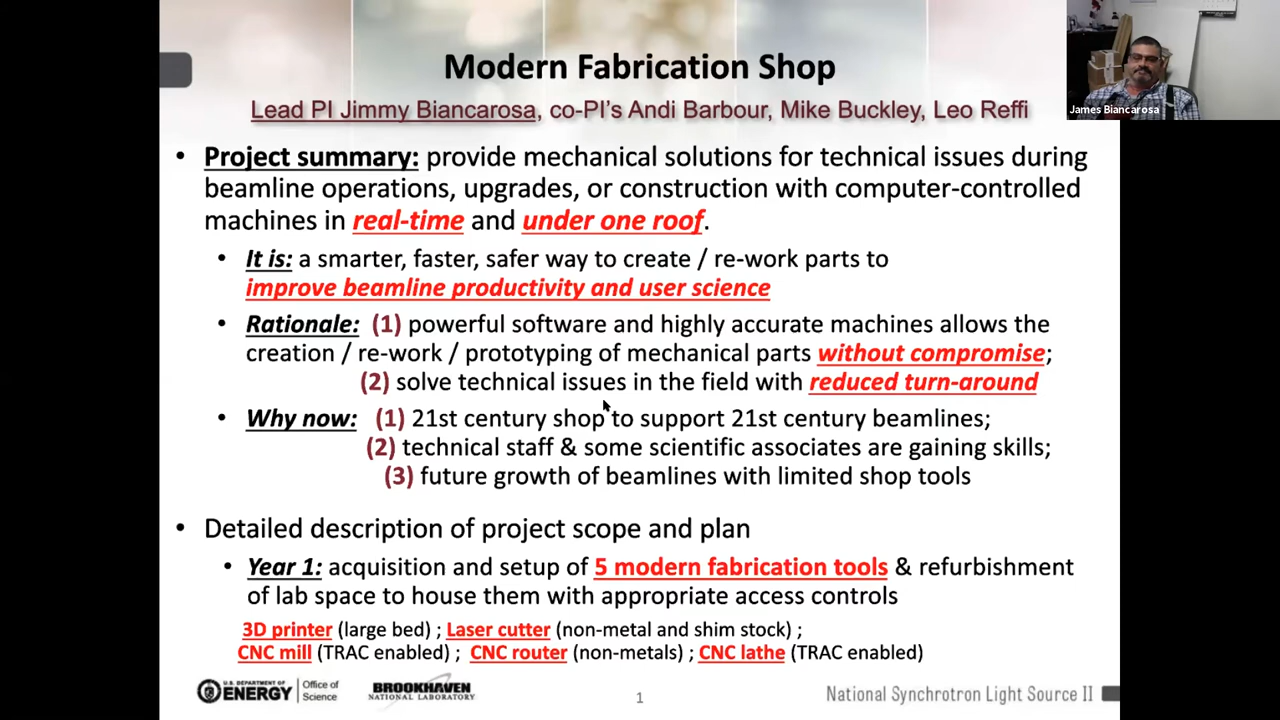 Modern Fabrication Shop
James Biancarosa
Lead PI Jimmy Biancarosa, co-PI's Andi Barbour, Mike Buckley, Leo Reffi
• Project summary: provide mechanical solutions for technical issues during
beamline operations, upgrades, or construction with computer-controlled
machines in real-time and under one roof.
• It is: a smarter, faster, safer way to create / re-work parts to
improve beamline productivity and user science
• Rationale: (1) powerful software and highly accurate machines allows the
creation / re-work / prototyping of mechanical parts without compromise;
(2) solve technical issues in the field with reduced turn-around
• Why now: (1) 21st century shop to support 21st century beamlines;
(2) technical staff & some scientific associates are gaining skills;
(3) future growth of beamlines with limited shop tools
• Detailed description of project scope and plan
• Year 1: acquisition and setup of 5 modern fabrication tools & refurbishment
of lab space to house them with appropriate access controls
3D printer (large bed) ; Laser cutter (non-metal and shim stock) ;
CNC mill (TRAC enabled) ; CNC router (non-metals) ; CNC lathe (TRAC enabled)
U.S. DEPARTMENT OF
ENERGY
Office of
Science
BROOKHAVEN
NATIONAL LABORATORY
1
National Synchrotron Light Source II